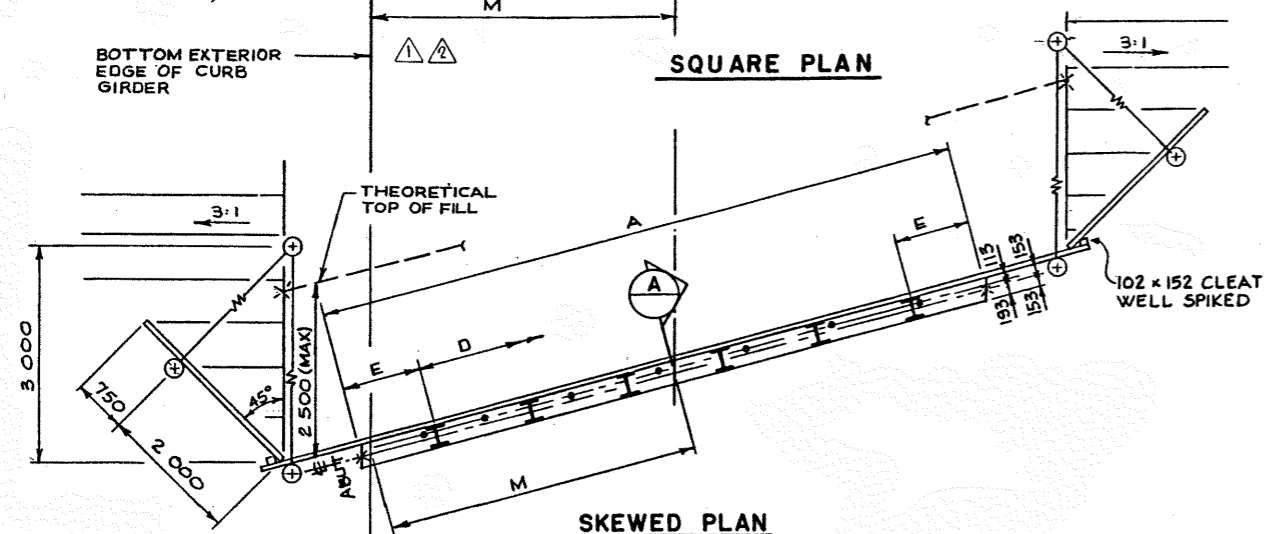 M
BOTTOM EXTERIOR
EDGE OF CURB
GIRDER
1 2
SQUARE PLAN
3:1
THEORETICAL
TOP OF FILL
3:1
A
E
113 153
193 153
102 x 152 CLEAT
WELL SPIKED
A
3 000
2 500 (MAX)
E
D
45°
750
2 000
℄ ABUT
M
SKEWED PLAN